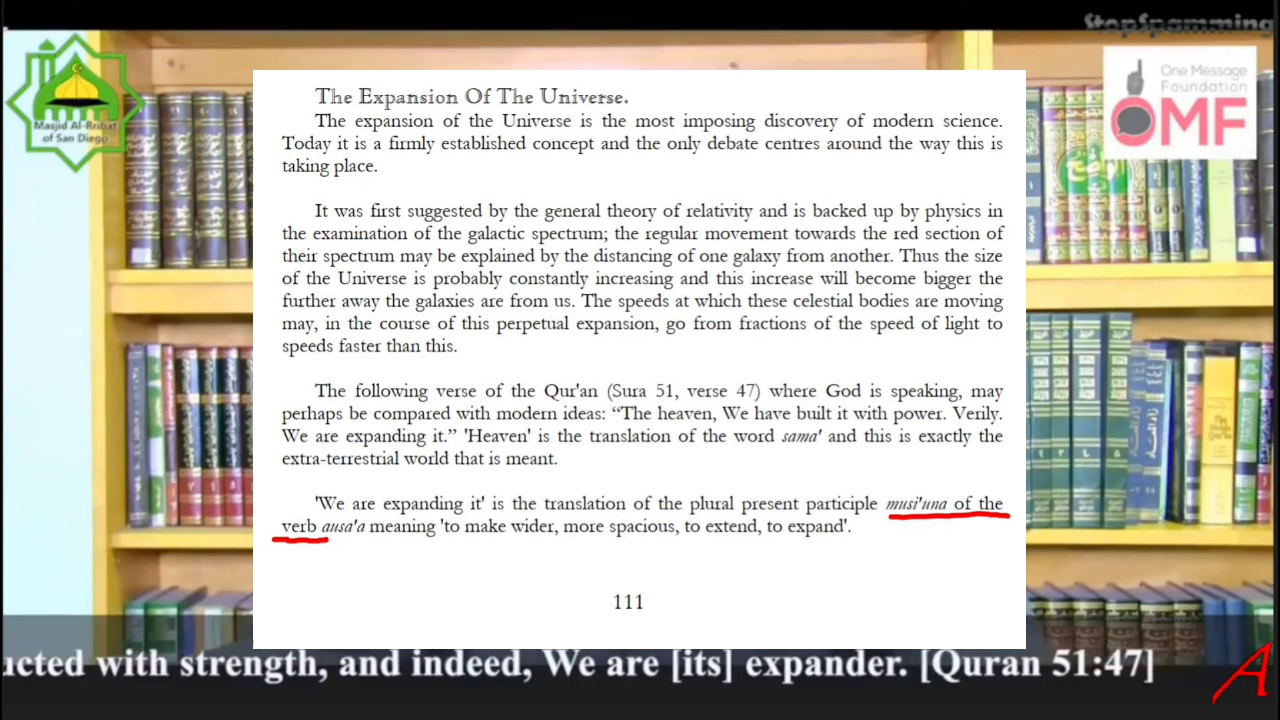 StopSpamming
Masjid Al-Rribat
of San Diego
One Message
Foundation
OMF
The Expansion Of The Universe.
The expansion of the Universe is the most imposing discovery of modern science.
Today it is a firmly established concept and the only debate centres around the way this is
taking place.
It was first suggested by the general theory of relativity and is backed up by physics in
the examination of the galactic spectrum; the regular movement towards the red section of
their spectrum may be explained by the distancing of one galaxy from another. Thus the size
of the Universe is probably constantly increasing and this increase will become bigger the
further away the galaxies are from us. The speeds at which these celestial bodies are moving
may, in the course of this perpetual expansion, go from fractions of the speed of light to
speeds faster than this.
The following verse of the Qur'an (Sura 51, verse 47) where God is speaking, may
perhaps be compared with modern ideas: “The heaven, We have built it with power. Verily.
We are expanding it.” 'Heaven' is the translation of the word sama' and this is exactly the
extra-terrestrial world that is meant.
'We are expanding it' is the translation of the plural present participle musi'una of the
verb ausa'a meaning 'to make wider, more spacious, to extend, to expand'.
111
ucted with strength, and indeed, We are [its] expander. [Quran 51:47]
A